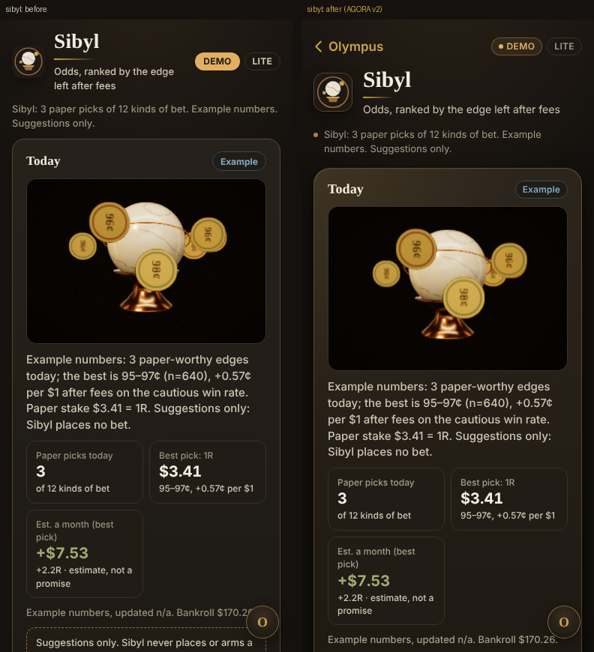 sibyl before
Sibyl
Odds, ranked by the edge
left after fees
DEMO
LITE
Sibyl: 3 paper picks of 12 kinds of bet. Example numbers.
Suggestions only.
Today
Example
96¢
96¢
98¢
Example numbers: 3 paper-worthy edges
today; the best is 95–97¢ (n=640), +0.57¢
per $1 after fees on the cautious win rate.
Paper stake $3.41 = 1R. Suggestions only:
Sibyl places no bet.
Paper picks today
3
of 12 kinds of bet
Best pick: 1R
$3.41
95–97¢, +0.57¢ per $1
Est. a month (best
pick)
+$7.53
+2.2R · estimate, not a
promise
Example numbers, updated n/a. Bankroll $170.26.
O
Suggestions only. Sibyl never places or arms a
sibyl after (AGORA v2)
Olympus
DEMO
LITE
Sibyl
Odds, ranked by the edge left after fees
Sibyl: 3 paper picks of 12 kinds of bet. Example
numbers. Suggestions only.
Today
Example
96¢
96¢
98¢
Example numbers: 3 paper-worthy edges
today; the best is 95–97¢ (n=640), +0.57¢
per $1 after fees on the cautious win rate.
Paper stake $3.41 = 1R. Suggestions only:
Sibyl places no bet.
Paper picks today
3
of 12 kinds of bet
Best pick: 1R
$3.41
95–97¢, +0.57¢ per $1
Est. a month (best
pick)
+$7.53
+2.2R · estimate, not a
promise
Example numbers, updated n/a. Bankroll $170.26.
O